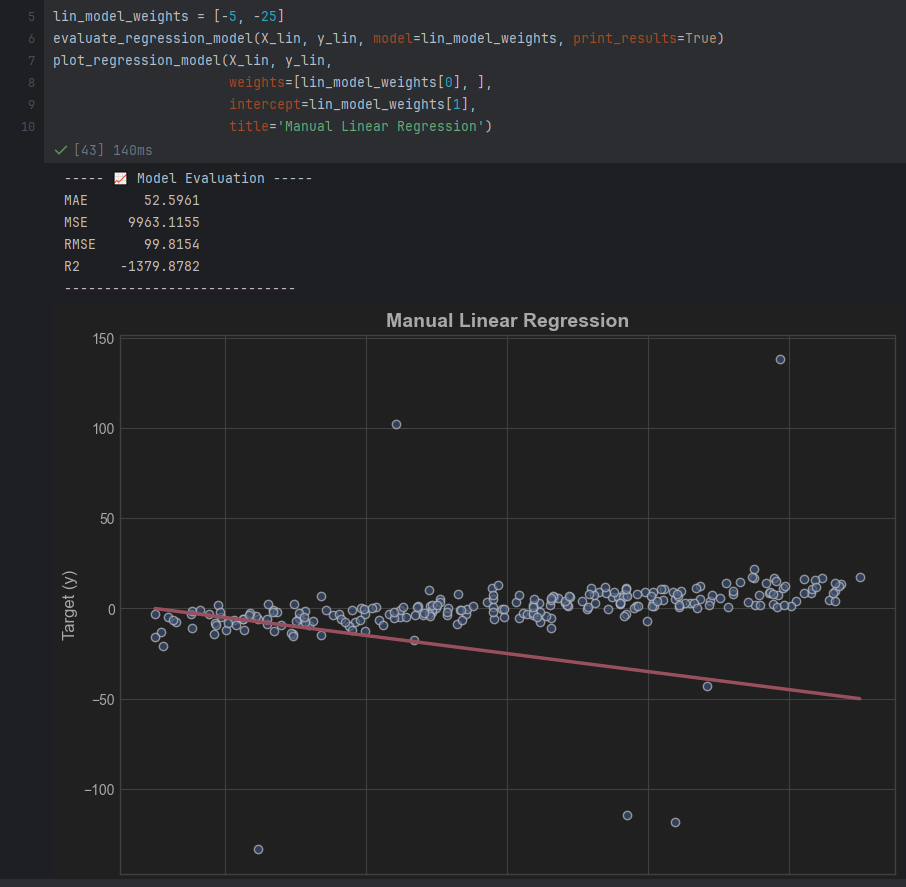 5 lin_model_weights = [-5, -25]
6 evaluate_regression_model(X_lin, y_lin, model=lin_model_weights, print_results=True)
7 plot_regression_model(X_lin, y_lin,
8 weights=[lin_model_weights[0], ],
9 intercept=lin_model_weights[1],
10 title='Manual Linear Regression')
[43] 140ms
----- 📈 Model Evaluation -----
MAE 52.5961
MSE 9963.1155
RMSE 99.8154
R2 -1379.8782
-----------------------------
Manual Linear Regression
150
100
50
0
−50
−100
Target (y)